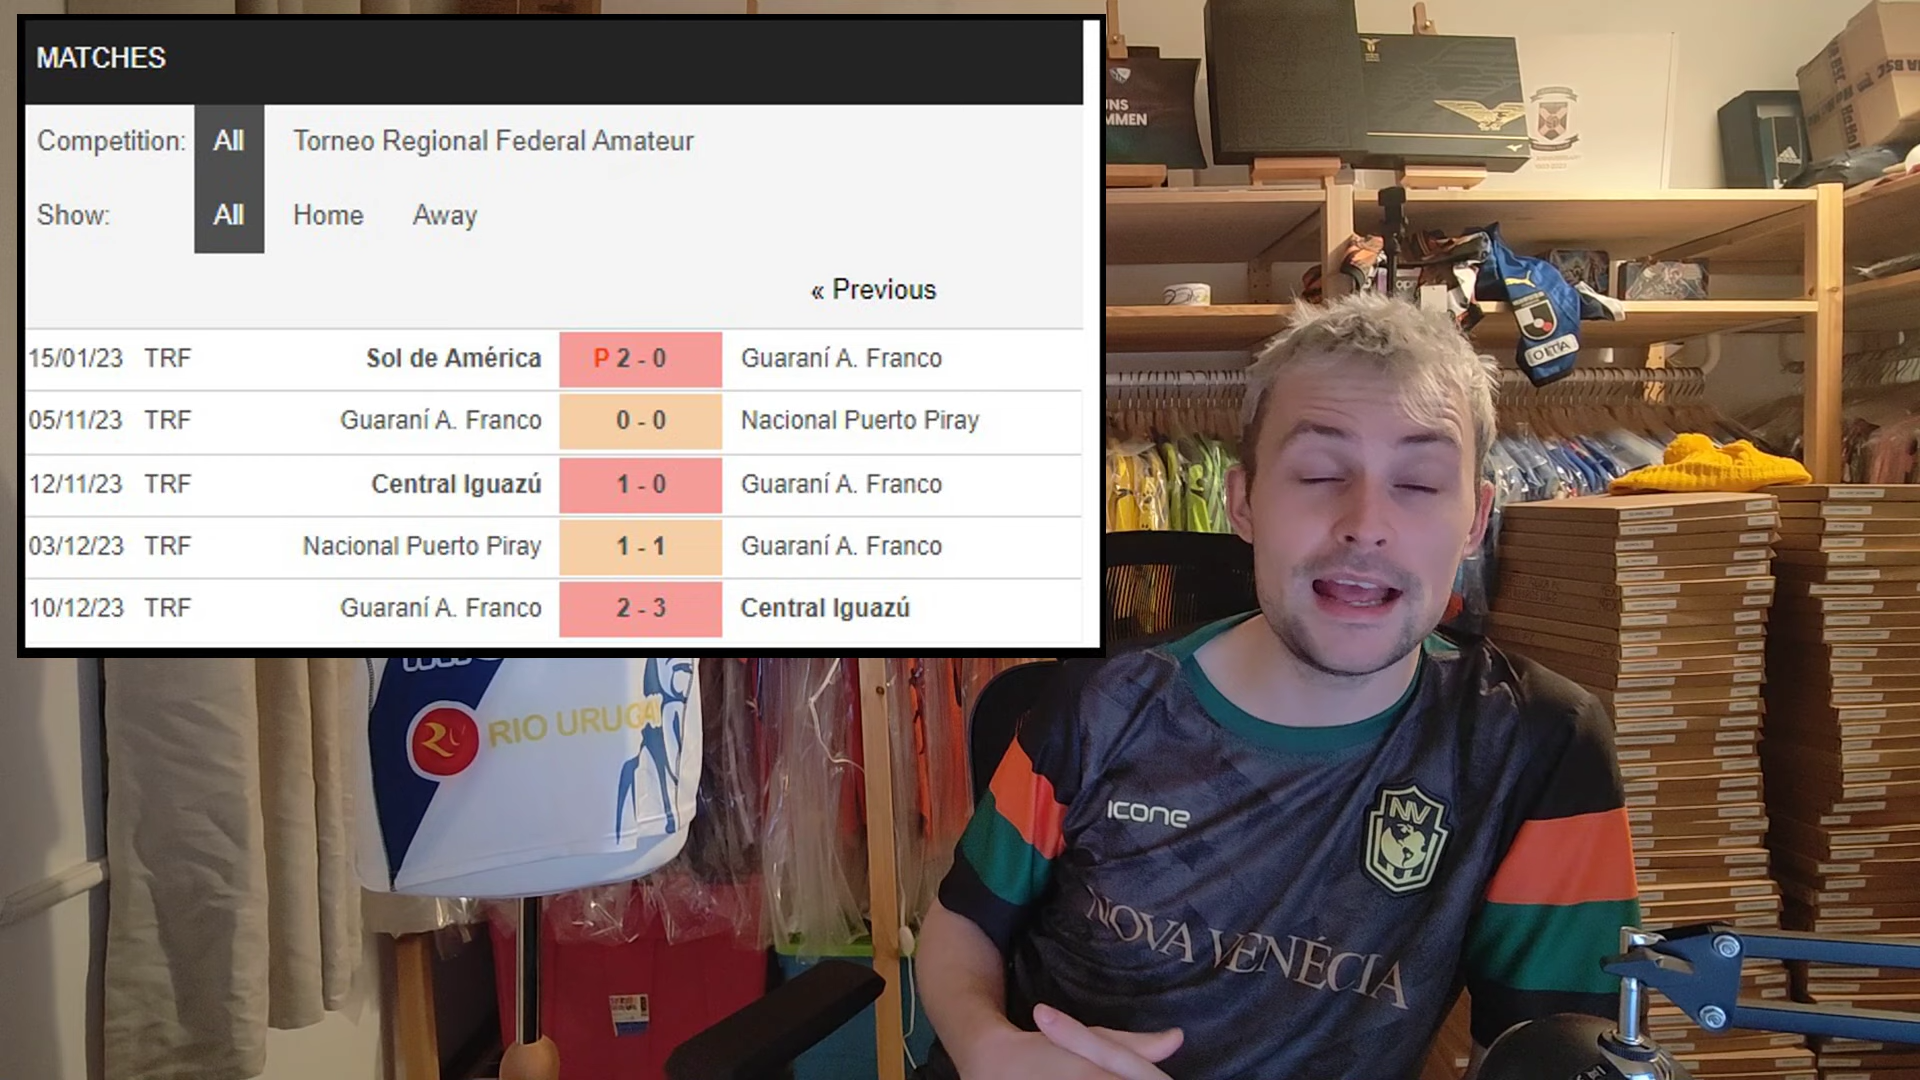 MATCHES
Competition: All Torneo Regional Federal Amateur
Show: All Home Away
« Previous
15/01/23 TRF Sol de América P 2 - 0 Guaraní A. Franco
05/11/23 TRF Guaraní A. Franco 0 - 0 Nacional Puerto Piray
12/11/23 TRF Central Iguazú 1 - 0 Guaraní A. Franco
03/12/23 TRF Nacional Puerto Piray 1 - 1 Guaraní A. Franco
10/12/23 TRF Guaraní A. Franco 2 - 3 Central Iguazú
OITA
adidas
RIO URUGUA
icone
NV
NOVA VENÉCIA